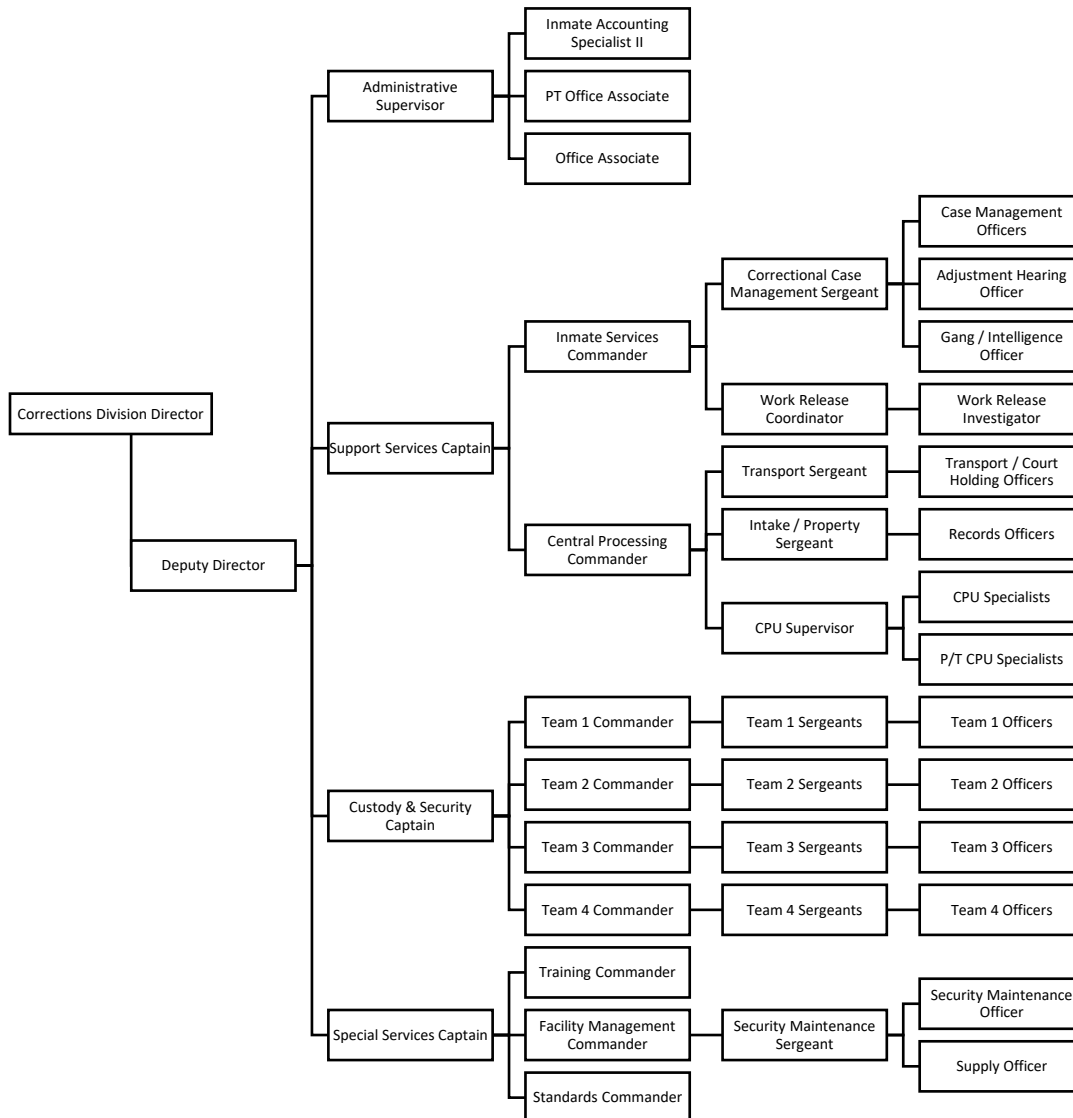 Inmate Accounting
Specialist II
Administrative
Supervisor
PT Office Associate
Office Associate
Case Management
Officers
Correctional Case
Management Sergeant
Adjustment Hearing
Officer
Inmate Services
Commander
Gang / Intelligence
Officer
Corrections Division Director
Work Release
Coordinator
Work Release
Investigator
Support Services Captain
Transport Sergeant
Transport / Court
Holding Officers
Central Processing
Commander
Intake / Property
Sergeant
Records Officers
Deputy Director
CPU Specialists
CPU Supervisor
P/T CPU Specialists
Team 1 Commander
Team 1 Sergeants
Team 1 Officers
Team 2 Commander
Team 2 Sergeants
Team 2 Officers
Custody & Security
Captain
Team 3 Commander
Team 3 Sergeants
Team 3 Officers
Team 4 Commander
Team 4 Sergeants
Team 4 Officers
Training Commander
Security Maintenance
Officer
Special Services Captain
Facility Management
Commander
Security Maintenance
Sergeant
Supply Officer
Standards Commander